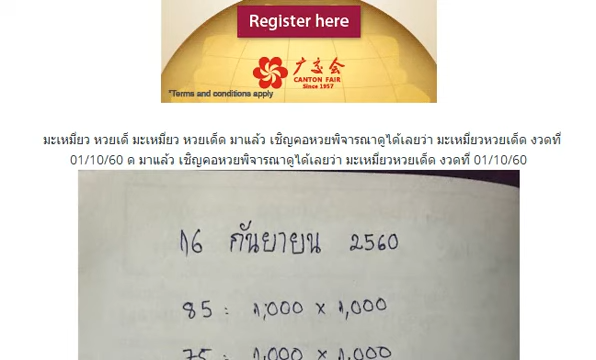 Register here
广交会
CANTON FAIR
Since 1957
*Terms and conditions apply
มะเหมี่ยว หวยเด็ มะเหมี่ยว หวยเด็ด มาแล้ว เชิญคอหวยพิจารณาดูได้เลยว่า มะเหมี่ยวหวยเด็ด งวดที่
01/10/60 ด มาแล้ว เชิญคอหวยพิจารณาดูได้เลยว่า มะเหมี่ยวหวยเด็ด งวดที่ 01/10/60
16 กันยายน 2560
85 : 1,000 x 1,000
75 : 1,000 x 1,000